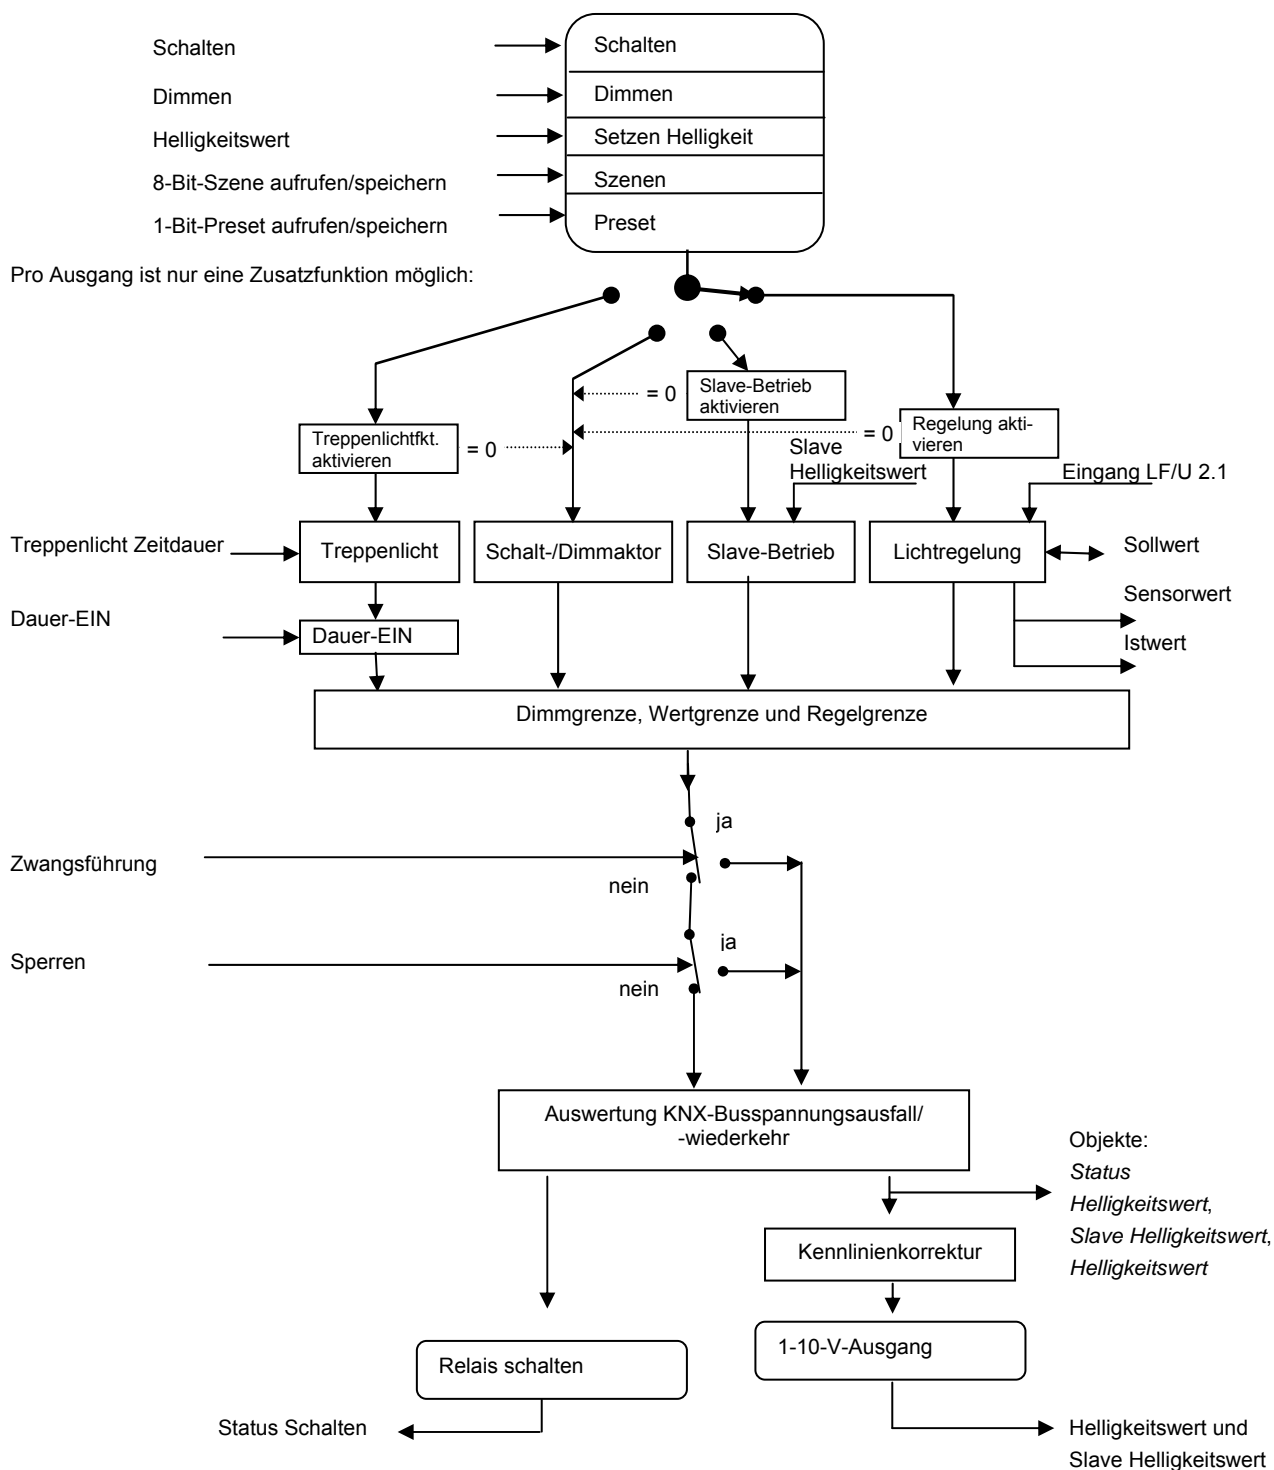 Schalten
Schalten
Dimmen
Dimmen
Helligkeitswert
Setzen Helligkeit
8-Bit-Szene aufrufen/speichern
Szenen
1-Bit-Preset aufrufen/speichern
Preset
Pro Ausgang ist nur eine Zusatzfunktion möglich:
= 0
Slave-Betrieb
aktivieren
Treppenlichtfkt.
aktivieren
= 0
= 0
Regelung akti-
vieren
Slave
Helligkeitswert
Eingang LF/U 2.1
Treppenlicht Zeitdauer
Treppenlicht
Schalt-/Dimmaktor
Slave-Betrieb
Lichtregelung
Sollwert
Sensorwert
Istwert
Dauer-EIN
Dauer-EIN
Dimmgrenze, Wertgrenze und Regelgrenze
ja
Zwangsführung
nein
ja
Sperren
nein
Auswertung KNX-Busspannungsausfall/
-wiederkehr
Objekte:
Status
Helligkeitswert,
Slave Helligkeitswert,
Helligkeitswert
Kennlinienkorrektur
1-10-V-Ausgang
Relais schalten
Status Schalten
Helligkeitswert und
Slave Helligkeitswert